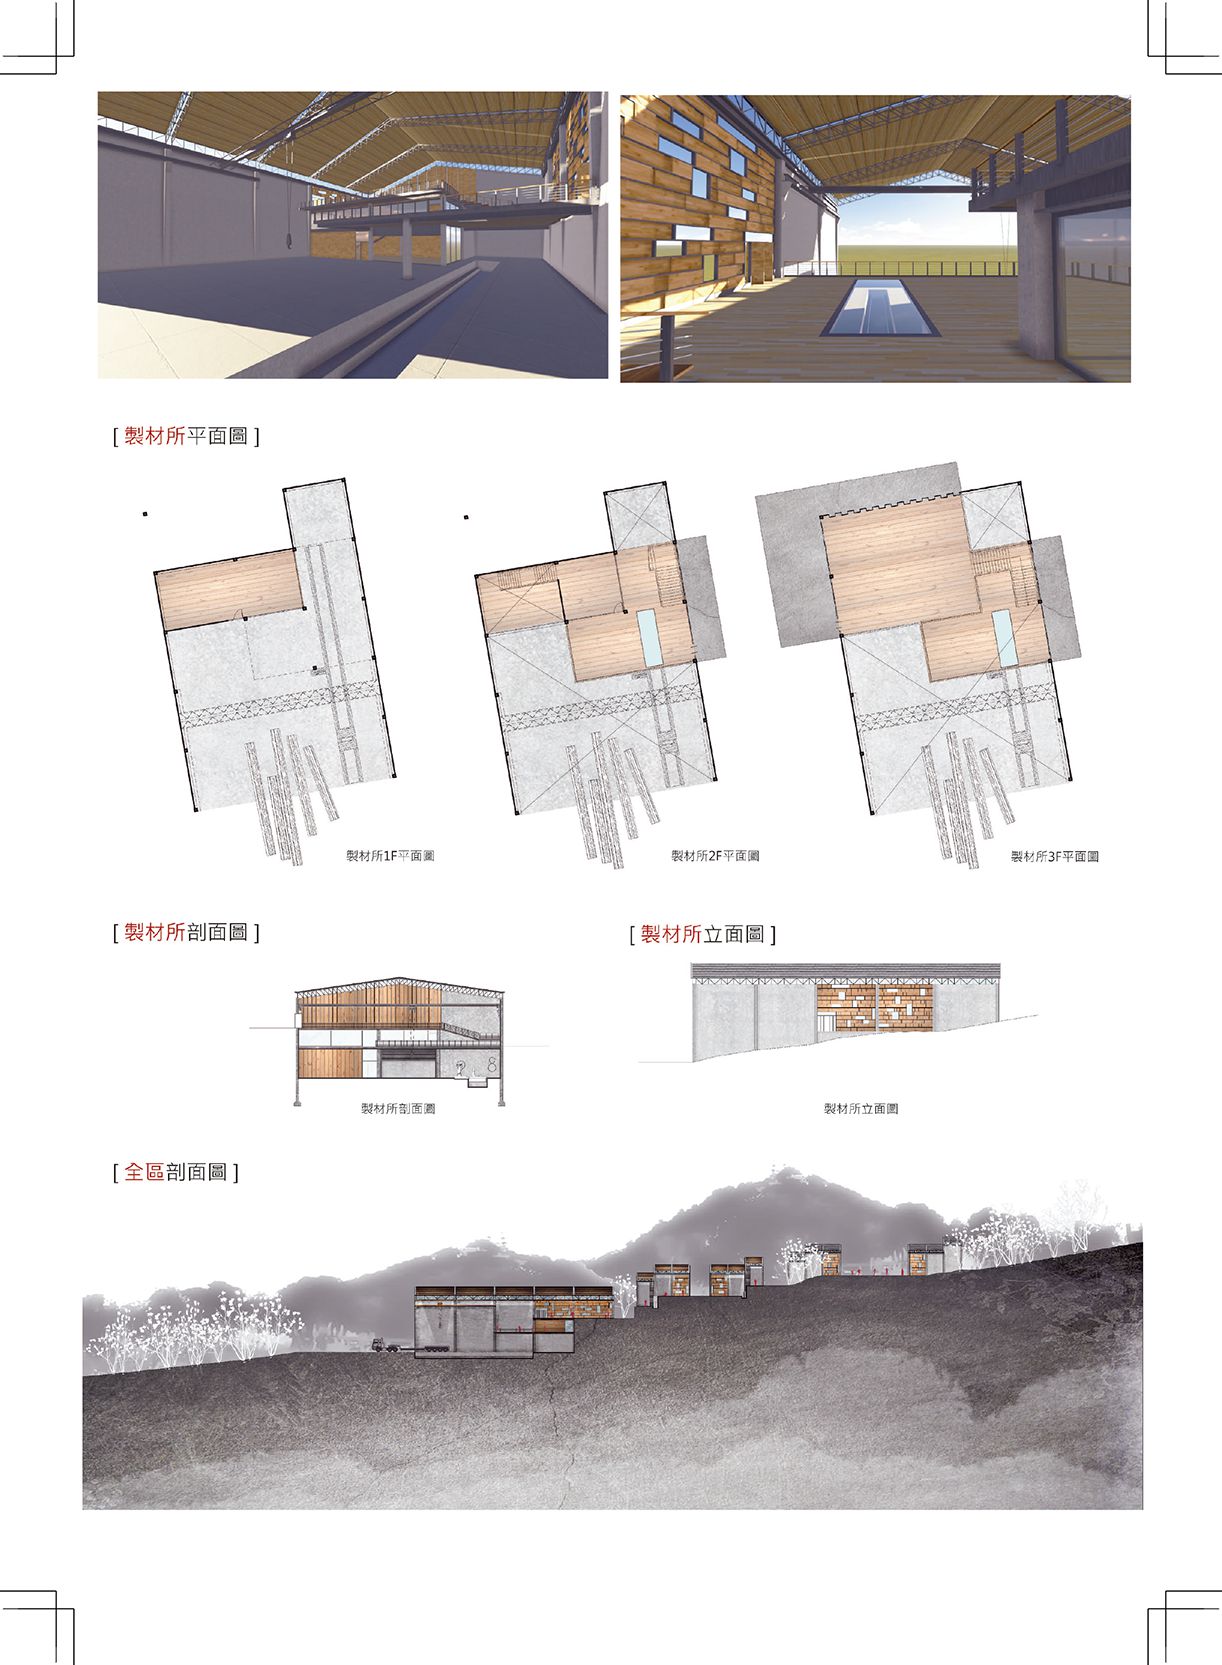 [ 製材所平面圖 ]
製材所1F平面圖
製材所2F平面圖
製材所3F平面圖
[ 製材所剖面圖 ]
[ 製材所立面圖 ]
製材所剖面圖
製材所立面圖
[ 全區剖面圖 ]